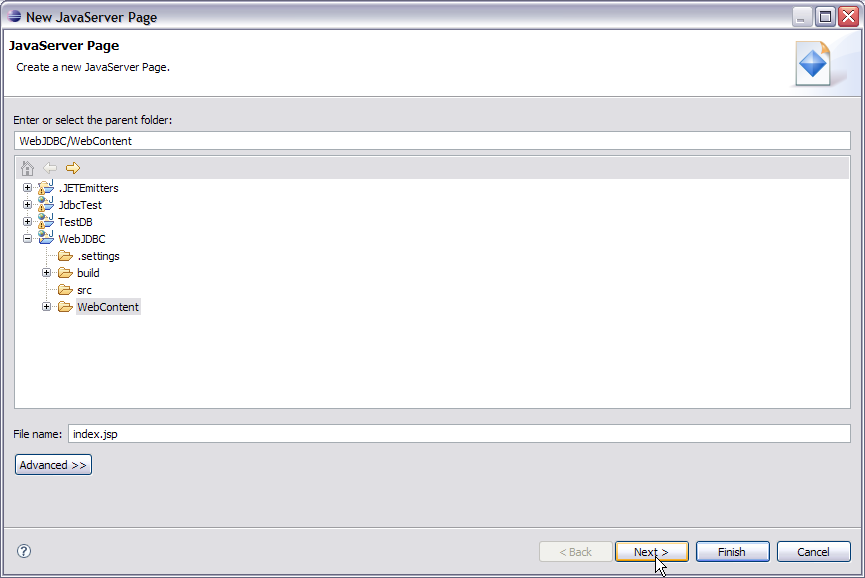 New JavaServer Page
JavaServer Page
Create a new JavaServer Page.
Enter or select the parent folder:
WebJDBC/WebContent
.JETEmitters
JdbcTest
TestDB
WebJDBC
.settings
build
src
WebContent
File name: index.jsp
Advanced >>
? < Back Next > Finish Cancel